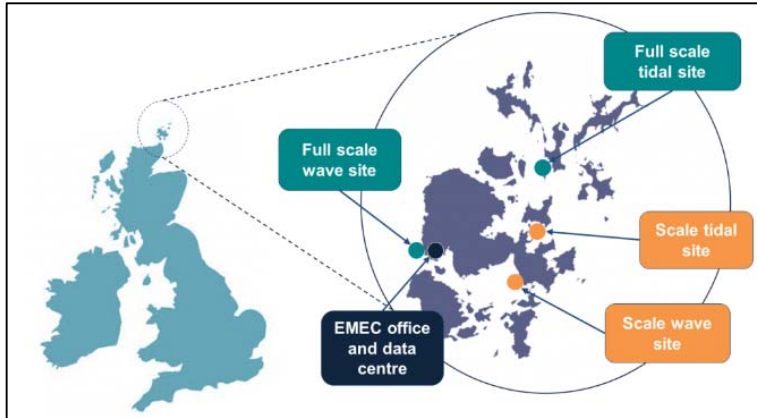 Full scale
tidal site
Full scale
wave site
Scale tidal
site
EMEC office
and data
centre
Scale wave
site